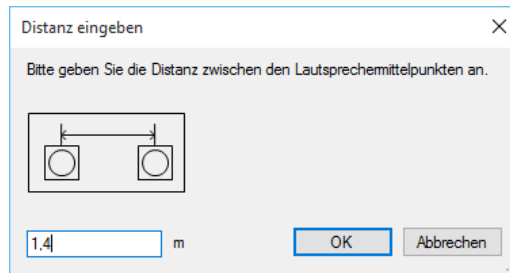 Distanz eingeben
Bitte geben Sie die Distanz zwischen den Lautsprechermittelpunkten an.
1,4 m
OK Abbrechen